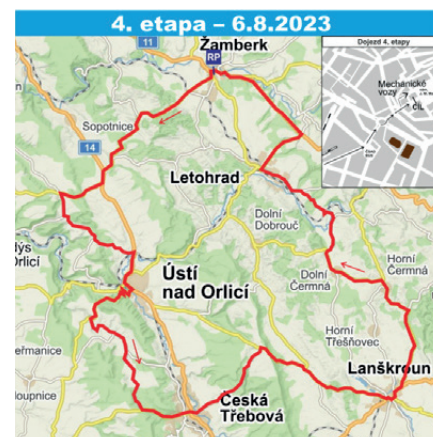 4. etapa – 6.8.2023
11
Žamberk
RP
Dojezd 4. etapy
Mechanické
vozy
CÍL
Sopotnice
14
Letohrad
Dolní
Dobrouč
Horní
Čermná
Dolní
Čermná
Ústí
nad Orlicí
Horní
Třešňovec
Lanškroun
Česká
Třebová